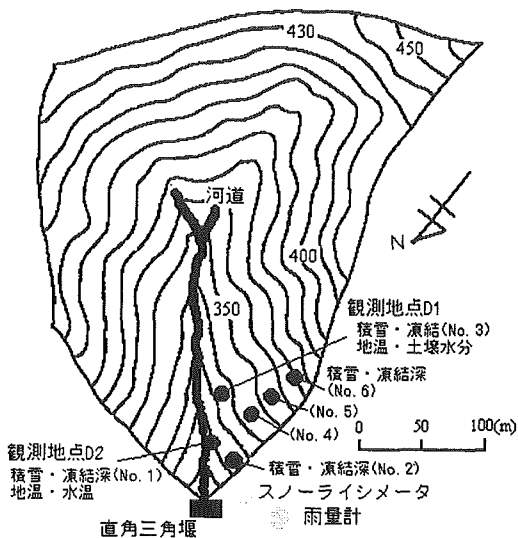 430
450
河道
N
400
350
観測地点D1
積雪・凍結(No. 3)
地温・土壌水分
積雪・凍結深
(No. 6)
(No. 5)
(No. 4)
0 50 100(m)
観測地点D2
積雪・凍結深(No. 1)
地温・水温
積雪・凍結深(No. 2)
スノーライシメータ
雨量計
直角三角堰